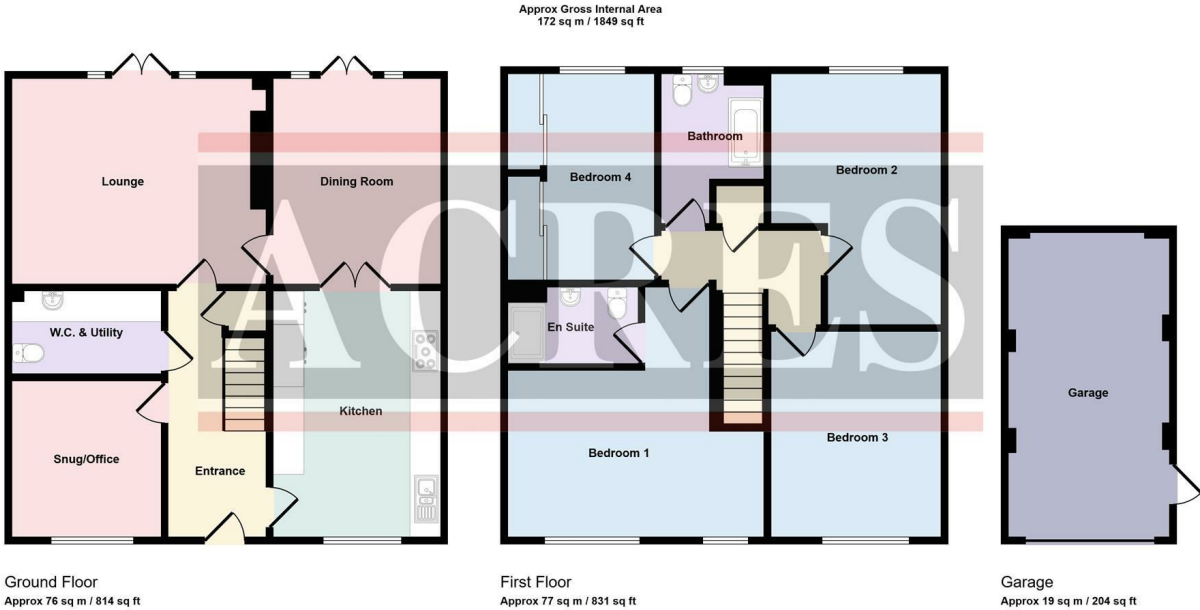 Approx Gross Internal Area
172 sq m / 1849 sq ft
Lounge
Dining Room
W.C. & Utility
Snug/Office
Entrance
Kitchen
Bedroom 4
Bathroom
Bedroom 2
En Suite
Bedroom 1
Bedroom 3
Garage
ACRES
Ground Floor
Approx 76 sq m / 814 sq ft
First Floor
Approx 77 sq m / 831 sq ft
Garage
Approx 19 sq m / 204 sq ft